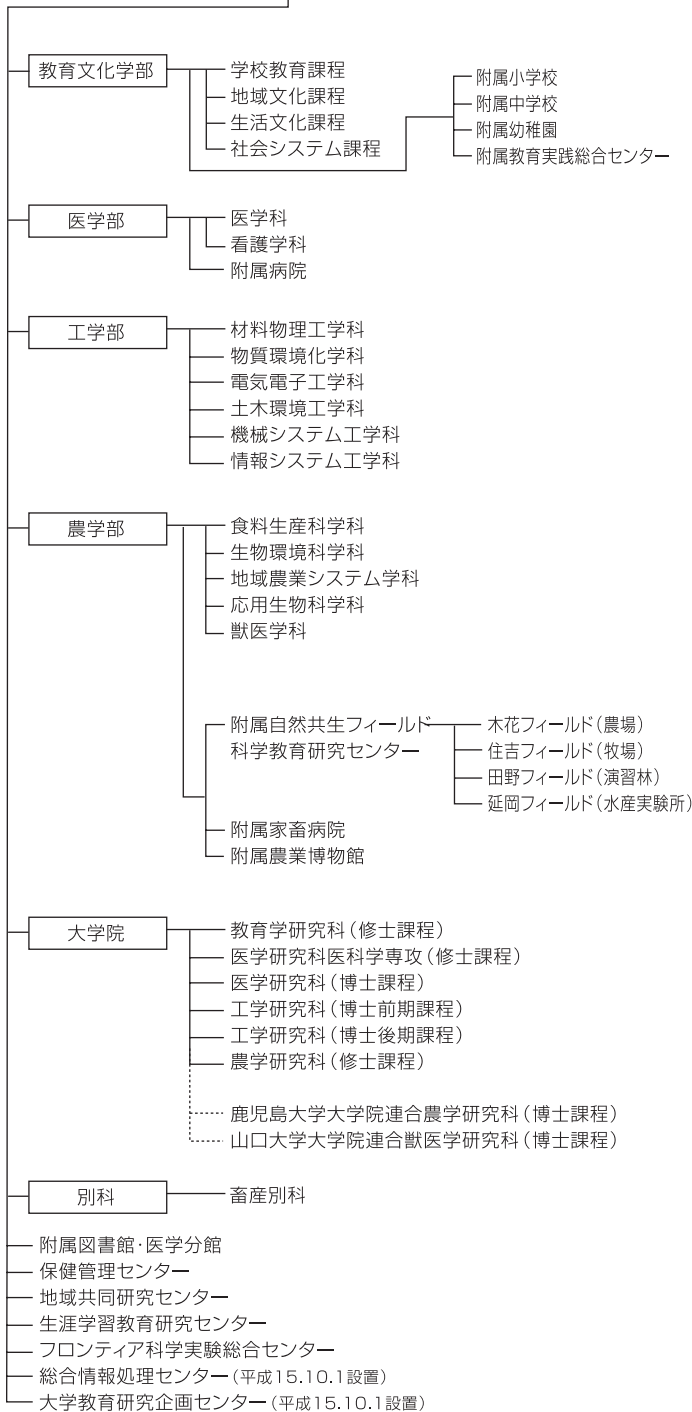 教育文化学部
学校教育課程
地域文化課程
生活文化課程
社会システム課程
附属小学校
附属中学校
附属幼稚園
附属教育実践総合センター
医学部
医学科
看護学科
附属病院
工学部
材料物理工学科
物質環境化学科
電気電子工学科
土木環境工学科
機械システム工学科
情報システム工学科
農学部
食料生産科学科
生物環境科学科
地域農業システム学科
応用生物科学科
獣医学科
附属自然共生フィールド
科学教育研究センター
木花フィールド(農場)
住吉フィールド(牧場)
田野フィールド(演習林)
延岡フィールド(水産実験所)
附属家畜病院
附属農業博物館
大学院
教育学研究科(修士課程)
医学研究科医科学専攻(修士課程)
医学研究科(博士課程)
工学研究科(博士前期課程)
工学研究科(博士後期課程)
農学研究科(修士課程)
鹿児島大学大学院連合農学研究科(博士課程)
山口大学大学院連合獣医学研究科(博士課程)
別科
畜産別科
附属図書館・医学分館
保健管理センター
地域共同研究センター
生涯学習教育研究センター
フロンティア科学実験総合センター
総合情報処理センター(平成15.10.1設置)
大学教育研究企画センター(平成15.10.1設置)